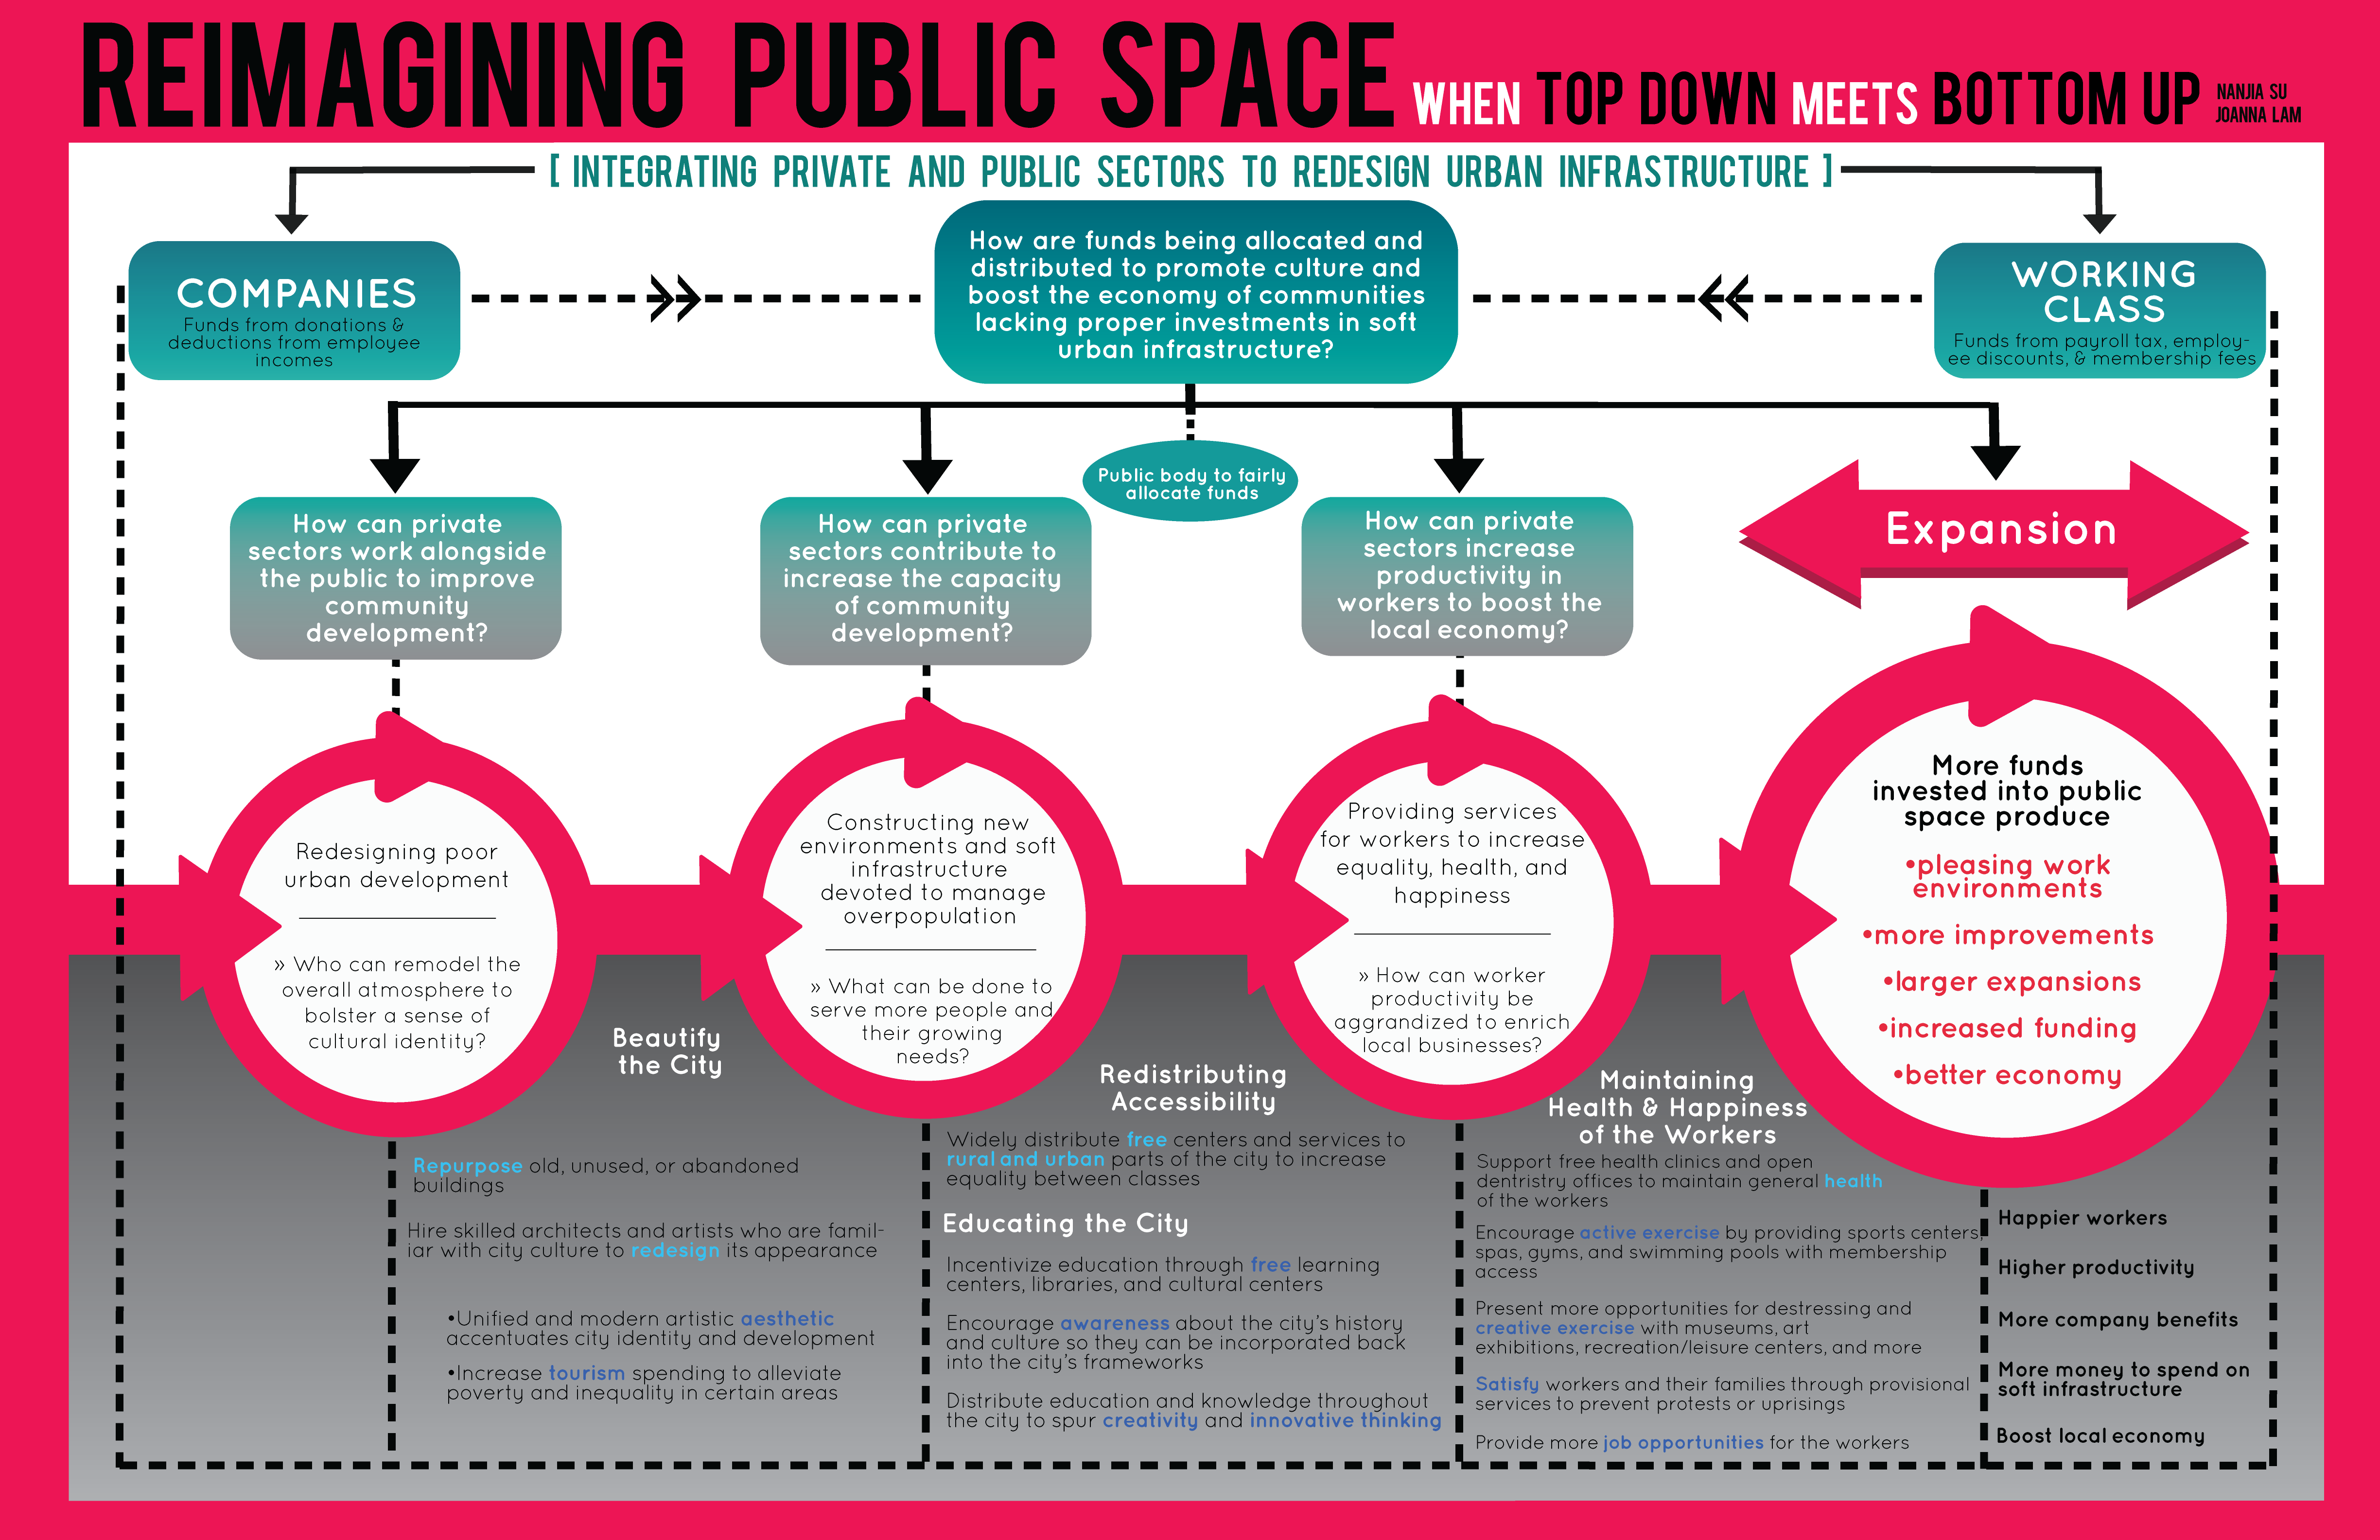 REIMAGINING PUBLIC SPACE WHEN TOP DOWN MEETS BOTTOM UP
NANJIA SU
JOANNA LAM
[ INTEGRATING PRIVATE AND PUBLIC SECTORS TO REDESIGN URBAN INFRASTRUCTURE ]
COMPANIES
Funds from donations &
deductions from employee
incomes
How are funds being allocated and
distributed to promote culture and
boost the economy of communities
lacking proper investments in soft
urban infrastructure?
WORKING
CLASS
Funds from payroll tax, employ-
ee discounts, & membership fees
Public body to fairly
allocate funds
How can private
sectors work alongside
the public to improve
community
development?
How can private
sectors contribute to
increase the capacity
of community
development?
How can private
sectors increase
productivity in
workers to boost the
local economy?
Expansion
Redesigning poor
urban development
» Who can remodel the
overall atmosphere to
bolster a sense of
cultural identity?
Constructing new
environments and soft
infrastructure
devoted to manage
overpopulation
» What can be done to
serve more people and
their growing
needs?
Providing services
for workers to increase
equality, health, and
happiness
» How can worker
productivity be
aggrandized to enrich
local businesses?
More funds
invested into public
space produce
•pleasing work
environments
•more improvements
•larger expansions
•increased funding
•better economy
Beautify
the City
Repurpose old, unused, or abandoned
buildings
Hire skilled architects and artists who are famil-
iar with city culture to redesign its appearance
•Unified and modern artistic aesthetic
accentuates city identity and development
•Increase tourism spending to alleviate
poverty and inequality in certain areas
Redistributing
Accessibility
Widely distribute free centers and services to
rural and urban parts of the city to increase
equality between classes
Educating the City
Incentivize education through free learning
centers, libraries, and cultural centers
Encourage awareness about the city's history
and culture so they can be incorporated back
into the city's frameworks
Distribute education and knowledge throughout
the city to spur creativity and innovative thinking
Maintaining
Health & Happiness
of the Workers
Support free health clinics and open
dentristry offices to maintain general health
of the workers
Encourage active exercise by providing sports centers,
spas, gyms, and swimming pools with membership
access
Present more opportunities for destressing and
creative exercise with museums, art
exhibitions, recreation/leisure centers, and more
Satisfy workers and their families through provisional
services to prevent protests or uprisings
Provide more job opportunities for the workers
Happier workers
Higher productivity
More company benefits
More money to spend on
soft infrastructure
Boost local economy